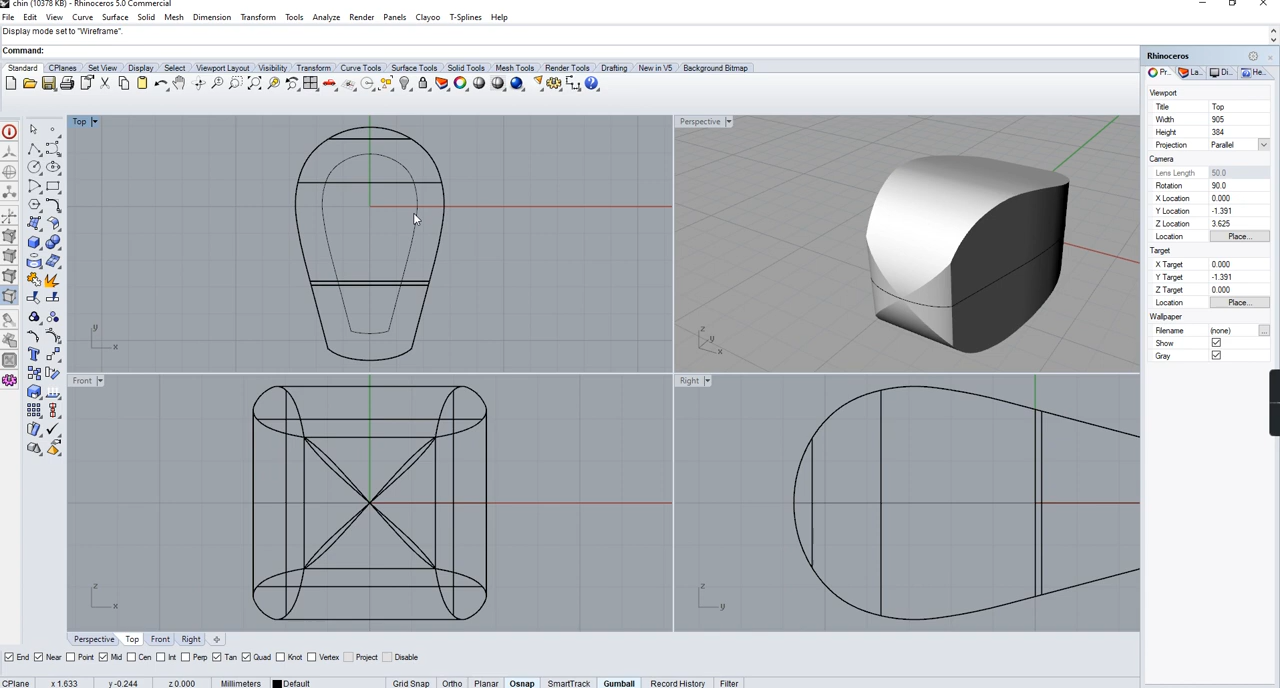 chin (10378 KB) - Rhinoceros 5.0 Commercial
File Edit View Curve Surface Solid Mesh Dimension Transform Tools Analyze Render Panels Clayoo T-Splines Help
Display mode set to "Wireframe".
Command:
Standard CPlanes Set View Display Select Viewport Layout Visibility Transform Curve Tools Surface Tools Solid Tools Mesh Tools Render Tools Drafting New in V5 Background Bitmap
Rhinoceros
Pr... La... Di... He...
Viewport
Title Top
Width 905
Height 384
Projection Parallel
Camera
Lens Length 50.0
Rotation 90.0
X Location 0.000
Y Location -1.391
Z Location 3.625
Location Place...
Target
X Target 0.000
Y Target -1.391
Z Target 0.000
Location Place...
Wallpaper
Filename (none) ...
Show
Gray
Top
y
x
Perspective
z
y
x
Front
z
x
Right
z
y
Perspective Top Front Right
End Near Point Mid Cen Int Perp Tan Quad Knot Vertex Project Disable
CPlane x 1.633 y -0.244 z 0.000 Millimeters Default Grid Snap Ortho Planar Osnap SmartTrack Gumball Record History Filter